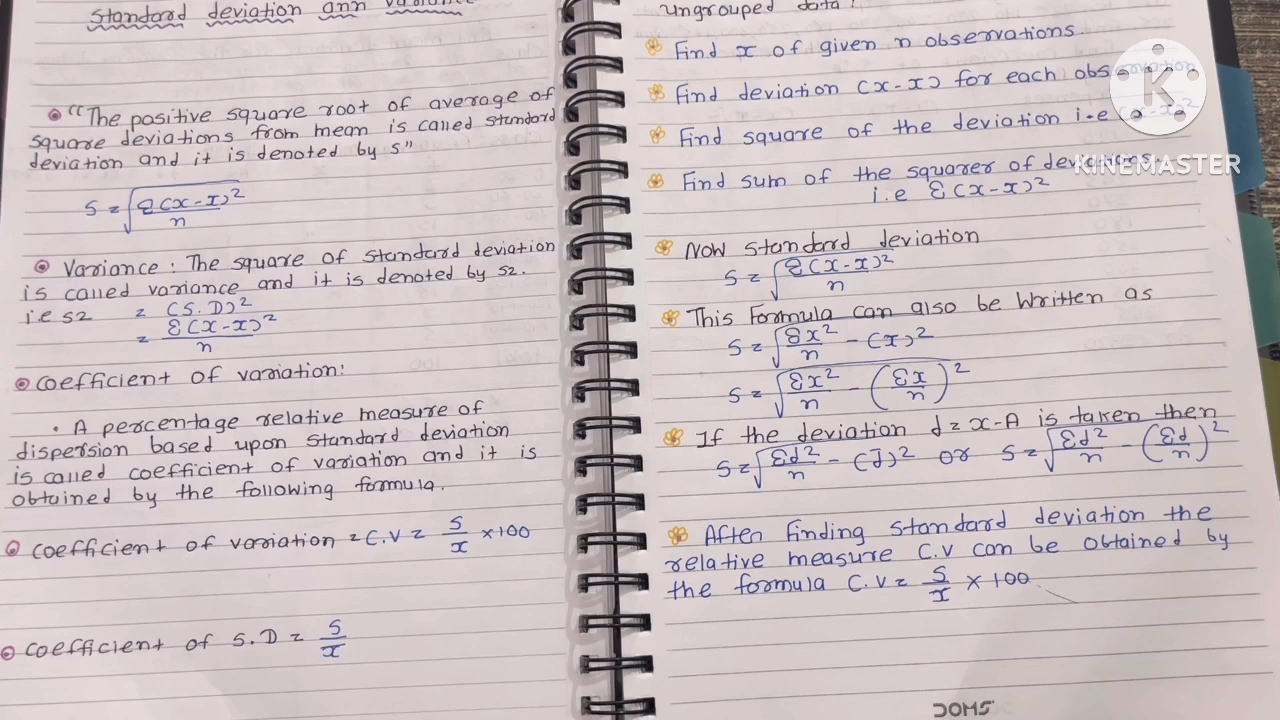 Standard deviation ann variance
• "The positive square root of average of
square deviations from mean is called standard
deviation and it is denoted by s"
S = √(Σ(x-x)²/n)
• Variance : The square of standard deviation
is called variance and it is denoted by s2.
i.e s2 = (S.D)²
= Σ(x-x)²/n
• coefficient of variation:
• A percentage relative measure of
dispersion based upon standard deviation
is called coefficient of variation and it is
obtained by the following formula.
• coefficient of variation = C.V = S/x ×100
• coefficient of S.D = S/x
ungrouped data:
Find x of given n observations.
Find deviation (x-x) for each observation
Find square of the deviation i.e (x-x)²
Find sum of the squarer of deviations.
i.e Σ(x-x)²
Now standard deviation
S = √(Σ(x-x)²/n)
This Formula can also be written as
S = √(Σx²/n - (x)²)
S = √(Σx²/n - (Σx/n)²)
If the deviation d = x-A is taken then
S = √(Σd²/n - (d)²) or S = √(Σd²/n - (Σd/n)²)
After finding standard deviation the
relative measure C.V can be obtained by
the formula C.V = S/x × 100
DOMS
K
KINEMASTER